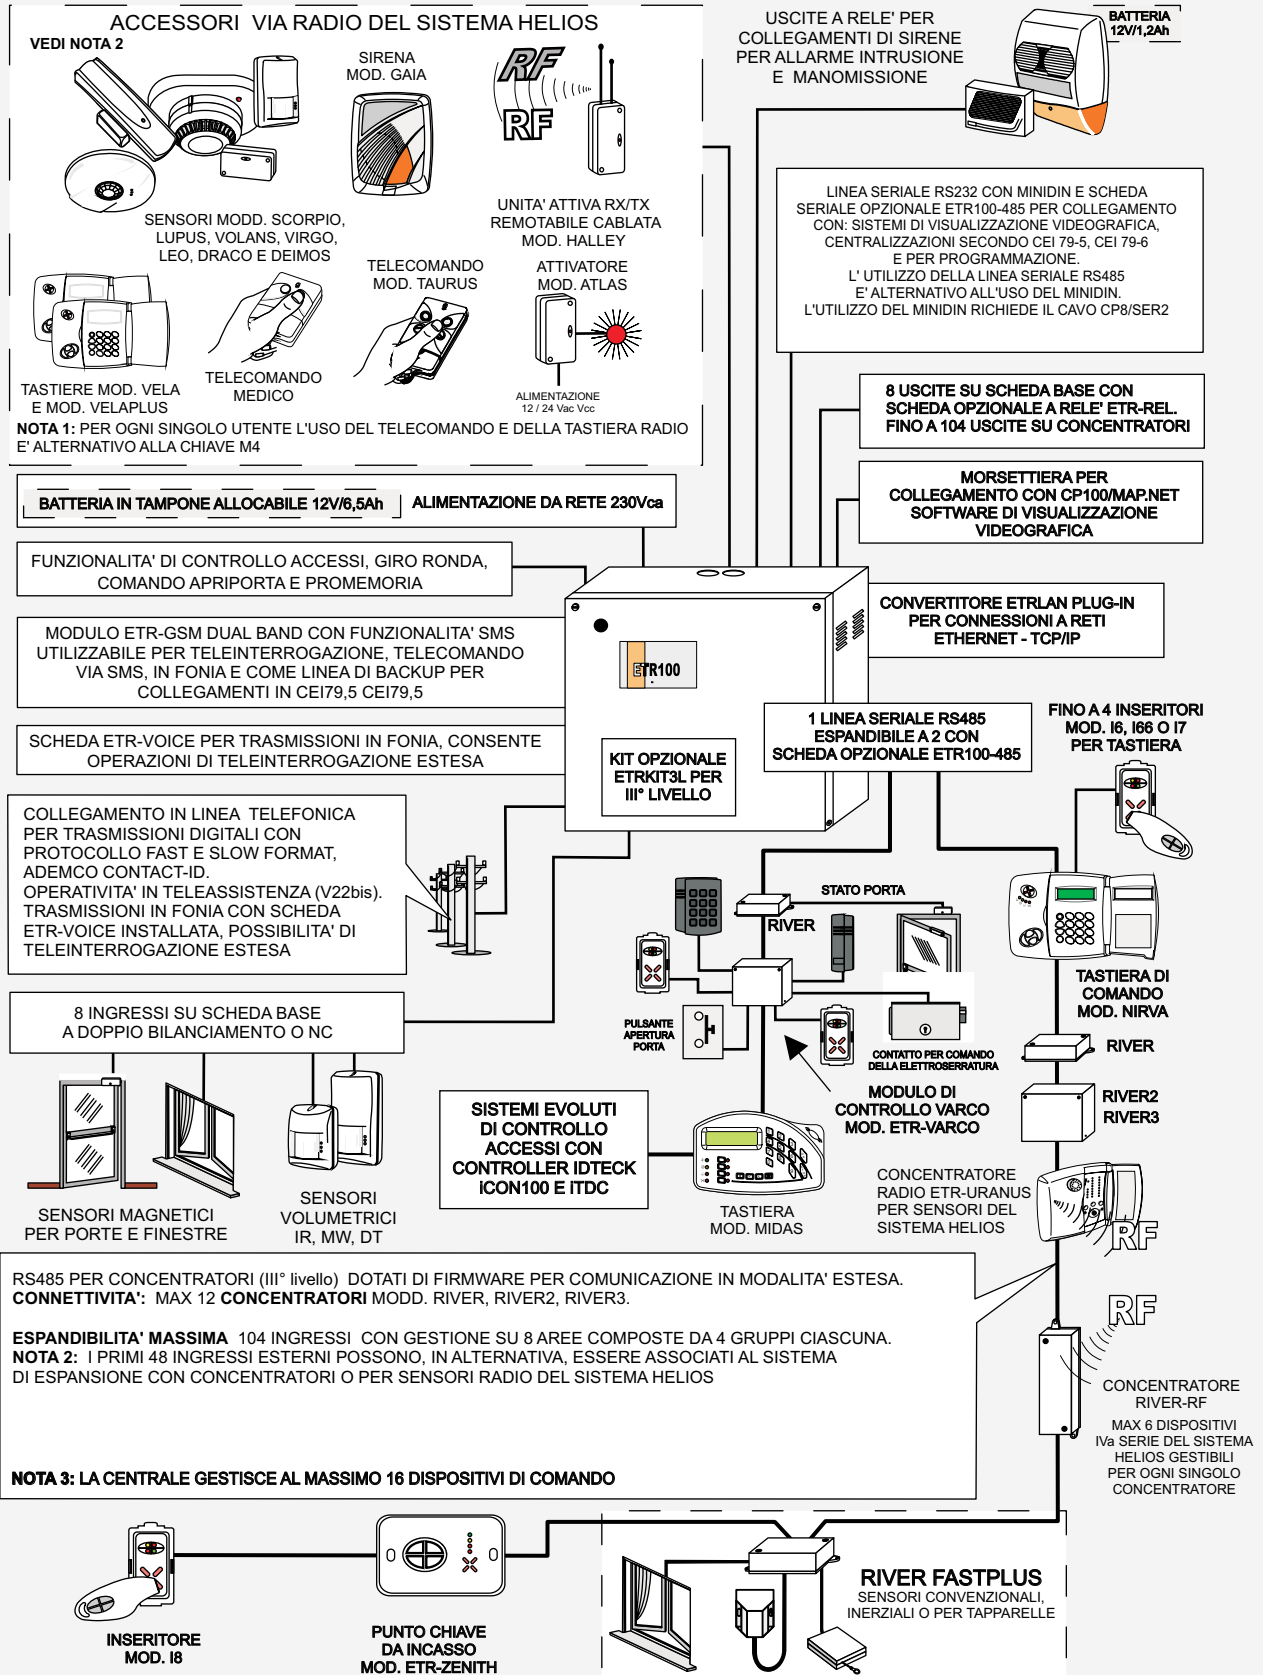 ACCESSORI VIA RADIO DEL SISTEMA HELIOS
VEDI NOTA 2
SIRENA
MOD. GAIA
RF
RF
UNITA' ATTIVA RX/TX
REMOTABILE CABLATA
MOD. HALLEY
SENSORI MODD. SCORPIO,
LUPUS, VOLANS, VIRGO,
LEO, DRACO E DEIMOS
TELECOMANDO
MOD. TAURUS
ATTIVATORE
MOD. ATLAS
TASTIERE MOD. VELA
E MOD. VELAPLUS
TELECOMANDO
MEDICO
ALIMENTAZIONE
12 / 24 Vac Vcc
NOTA 1: PER OGNI SINGOLO UTENTE L'USO DEL TELECOMANDO E DELLA TASTIERA RADIO
E' ALTERNATIVO ALLA CHIAVE M4
USCITE A RELE' PER
COLLEGAMENTI DI SIRENE
PER ALLARME INTRUSIONE
E MANOMISSIONE
BATTERIA
12V/1,2Ah
LINEA SERIALE RS232 CON MINIDIN E SCHEDA
SERIALE OPZIONALE ETR100-485 PER COLLEGAMENTO
CON: SISTEMI DI VISUALIZZAZIONE VIDEOGRAFICA,
CENTRALIZZAZIONI SECONDO CEI 79-5, CEI 79-6
E PER PROGRAMMAZIONE.
L' UTILIZZO DELLA LINEA SERIALE RS485
E' ALTERNATIVO ALL'USO DEL MINIDIN.
L'UTILIZZO DEL MINIDIN RICHIEDE IL CAVO CP8/SER2
8 USCITE SU SCHEDA BASE CON
SCHEDA OPZIONALE A RELE' ETR-REL.
FINO A 104 USCITE SU CONCENTRATORI
MORSETTIERA PER
COLLEGAMENTO CON CP100/MAP.NET
SOFTWARE DI VISUALIZZAZIONE
VIDEOGRAFICA
BATTERIA IN TAMPONE ALLOCABILE 12V/6,5Ah
ALIMENTAZIONE DA RETE 230Vca
FUNZIONALITA' DI CONTROLLO ACCESSI, GIRO RONDA,
COMANDO APRIPORTA E PROMEMORIA
CONVERTITORE ETRLAN PLUG-IN
PER CONNESSIONI A RETI
ETHERNET - TCP/IP
MODULO ETR-GSM DUAL BAND CON FUNZIONALITA' SMS
UTILIZZABILE PER TELEINTERROGAZIONE, TELECOMANDO
VIA SMS, IN FONIA E COME LINEA DI BACKUP PER
COLLEGAMENTI IN CEI79,5 CEI79,5
ETR100
SCHEDA ETR-VOICE PER TRASMISSIONI IN FONIA, CONSENTE
OPERAZIONI DI TELEINTERROGAZIONE ESTESA
KIT OPZIONALE
ETRKIT3L PER
III° LIVELLO
1 LINEA SERIALE RS485
ESPANDIBILE A 2 CON
SCHEDA OPZIONALE ETR100-485
FINO A 4 INSERITORI
MOD. I6, I66 O I7
PER TASTIERA
COLLEGAMENTO IN LINEA TELEFONICA
PER TRASMISSIONI DIGITALI CON
PROTOCOLLO FAST E SLOW FORMAT,
ADEMCO CONTACT-ID.
OPERATIVITA' IN TELEASSISTENZA (V22bis).
TRASMISSIONI IN FONIA CON SCHEDA
ETR-VOICE INSTALLATA, POSSIBILITA' DI
TELEINTERROGAZIONE ESTESA
STATO PORTA
RIVER
TASTIERA DI
COMANDO
MOD. NIRVA
8 INGRESSI SU SCHEDA BASE
A DOPPIO BILANCIAMENTO O NC
PULSANTE
APERTURA
PORTA
CONTATTO PER COMANDO
DELLA ELETTROSERRATURA
MODULO DI
CONTROLLO VARCO
MOD. ETR-VARCO
RIVER
RIVER2
RIVER3
SISTEMI EVOLUTI
DI CONTROLLO
ACCESSI CON
CONTROLLER IDTECK
iCON100 E iTDC
TASTIERA
MOD. MIDAS
CONCENTRATORE
RADIO ETR-URANUS
PER SENSORI DEL
SISTEMA HELIOS
RF
SENSORI MAGNETICI
PER PORTE E FINESTRE
SENSORI
VOLUMETRICI
IR, MW, DT
RS485 PER CONCENTRATORI (III° livello) DOTATI DI FIRMWARE PER COMUNICAZIONE IN MODALITA' ESTESA.
CONNETTIVITA': MAX 12 CONCENTRATORI MODD. RIVER, RIVER2, RIVER3.
ESPANDIBILITA' MASSIMA 104 INGRESSI CON GESTIONE SU 8 AREE COMPOSTE DA 4 GRUPPI CIASCUNA.
NOTA 2: I PRIMI 48 INGRESSI ESTERNI POSSONO, IN ALTERNATIVA, ESSERE ASSOCIATI AL SISTEMA
DI ESPANSIONE CON CONCENTRATORI O PER SENSORI RADIO DEL SISTEMA HELIOS
NOTA 3: LA CENTRALE GESTISCE AL MASSIMO 16 DISPOSITIVI DI COMANDO
RF
CONCENTRATORE
RIVER-RF
MAX 6 DISPOSITIVI
IVa SERIE DEL SISTEMA
HELIOS GESTIBILI
PER OGNI SINGOLO
CONCENTRATORE
INSERITORE
MOD. I8
PUNTO CHIAVE
DA INCASSO
MOD. ETR-ZENITH
RIVER FASTPLUS
SENSORI CONVENZIONALI,
INERZIALI O PER TAPPARELLE